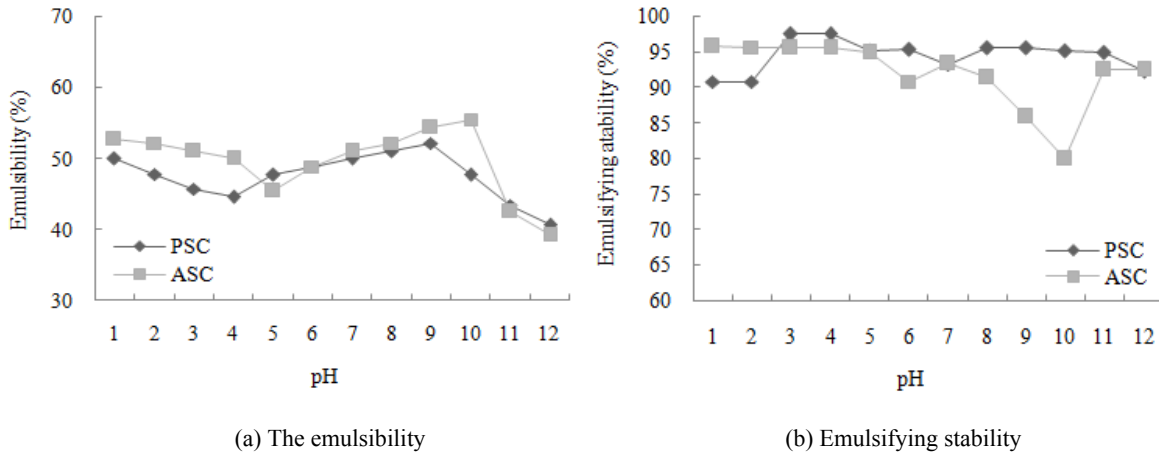 70
60
50
40
30
Emulsibility (%)
PSC
ASC
1 2 3 4 5 6 7 8 9 10 11 12
pH
(a) The emulsibility
100
95
90
85
80
75
70
65
60
Emulsifying atability (%)
PSC
ASC
1 2 3 4 5 6 7 8 9 10 11 12
pH
(b) Emulsifying stability